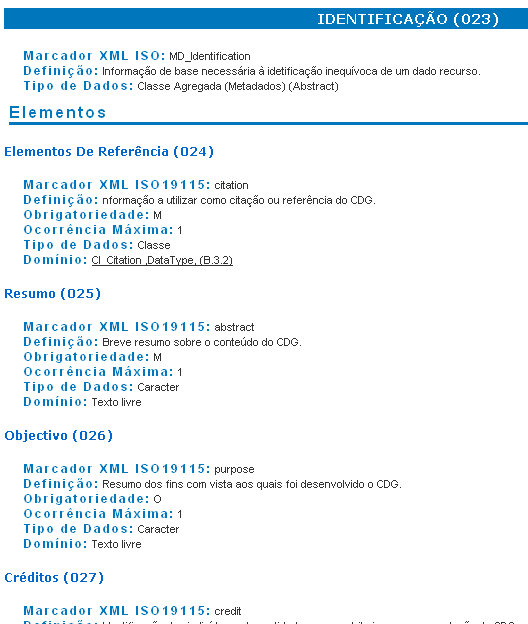 IDENTIFICAÇÃO (023)
Marcador XML ISO: MD_Identification
Definição: Informação de base necessária à idetificação inequívoca de um dado recurso.
Tipo de Dados: Classe Agregada (Metadados) (Abstract)
Elementos
Elementos De Referência (024)
Marcador XML ISO19115: citation
Definição: nformação a utilizar como citação ou referência do CDG.
Obrigatoriedade: M
Ocorrência Máxima: 1
Tipo de Dados: Classe
Domínio: CI_Citation ,DataType, (B.3.2)
Resumo (025)
Marcador XML ISO19115: abstract
Definição: Breve resumo sobre o conteúdo do CDG.
Obrigatoriedade: M
Ocorrência Máxima: 1
Tipo de Dados: Caracter
Domínio: Texto livre
Objectivo (026)
Marcador XML ISO19115: purpose
Definição: Resumo dos fins com vista aos quais foi desenvolvido o CDG.
Obrigatoriedade: O
Ocorrência Máxima: 1
Tipo de Dados: Caracter
Domínio: Texto livre
Créditos (027)
Marcador XML ISO19115: credit